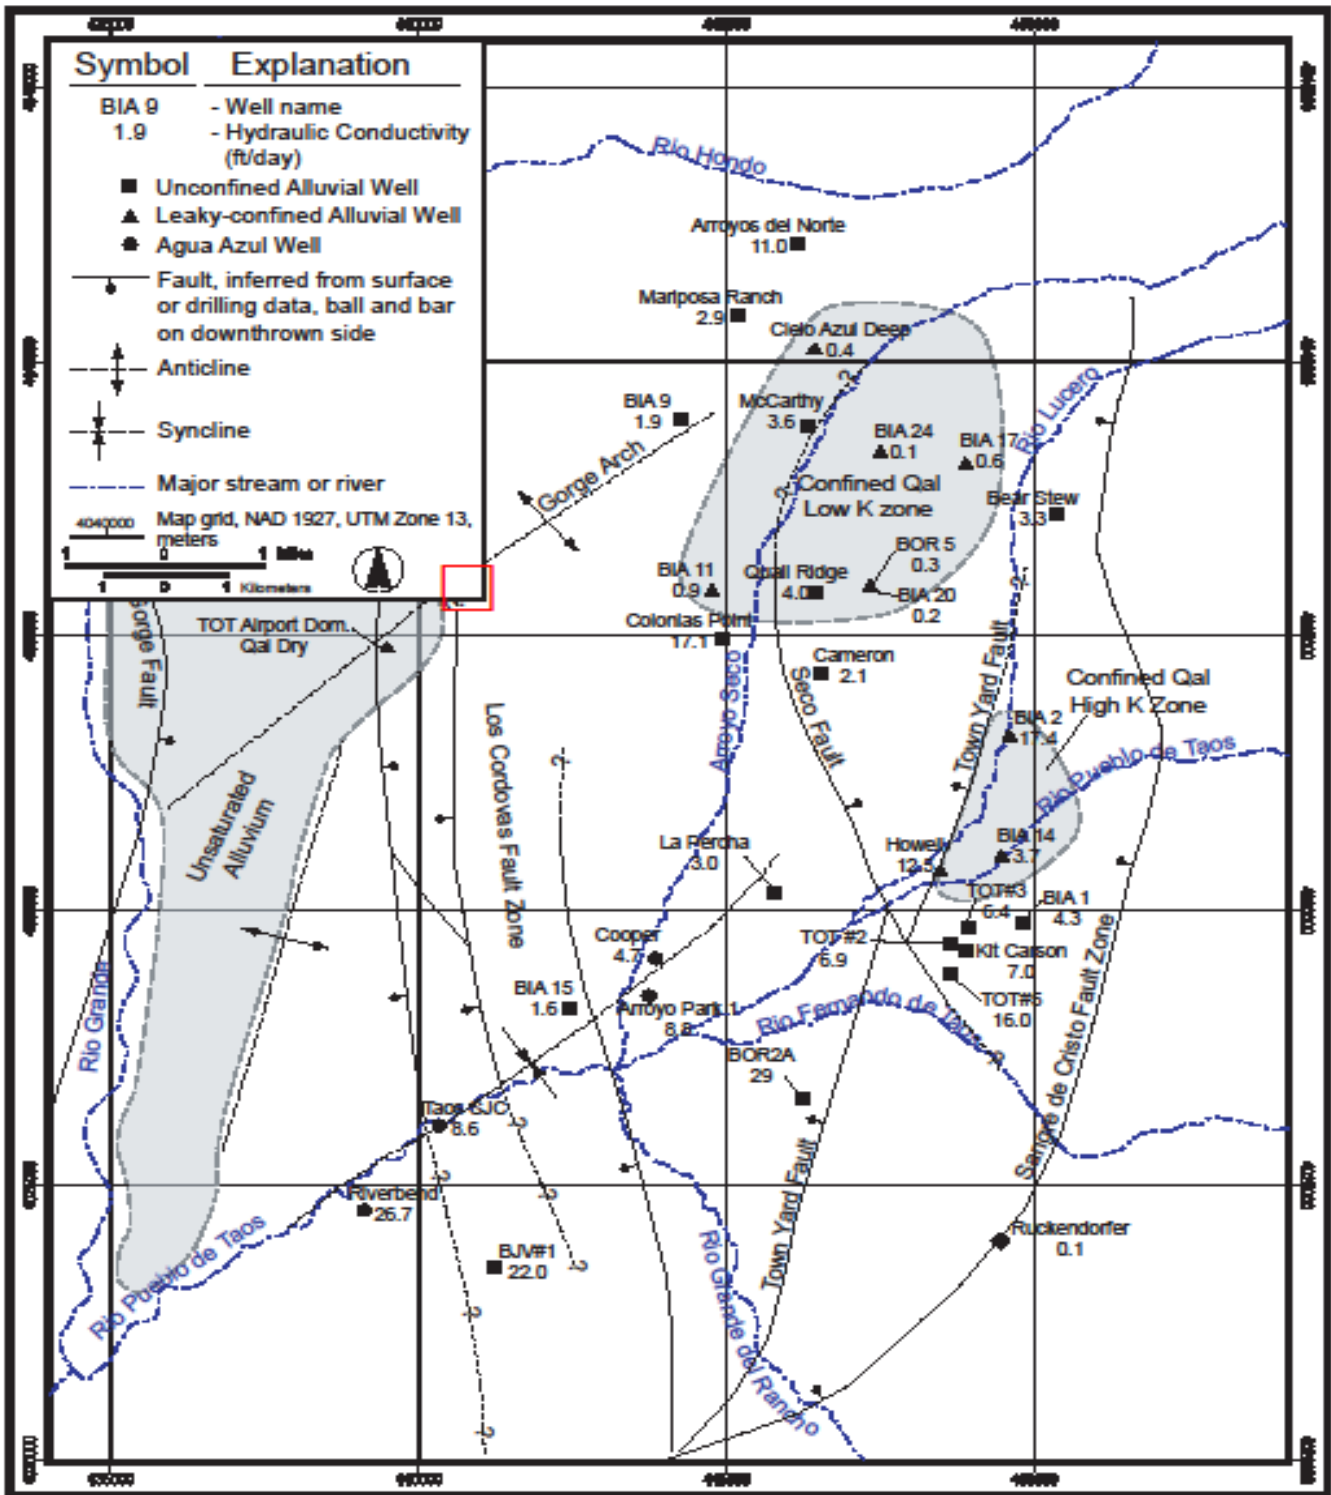 Symbol Explanation
BIA 9 - Well name
1.9 - Hydraulic Conductivity
(ft/day)
Unconfined Alluvial Well
Leaky-confined Alluvial Well
Agua Azul Well
Fault, inferred from surface
or drilling data, ball and bar
on downthrown side
Anticline
Syncline
Major stream or river
4040000 Map grid, NAD 1927, UTM Zone 13,
meters
1 0 1 Miles
1 0 1 Kilometers
Rio Hondo
Arroyos del Norte
11.0
Mariposa Ranch
2.9
Cielo Azul Deep
0.4
BIA 9
1.9
McCarthy
3.6
BIA 24
0.1
BIA 17
0.6
Rio Lucero
Gorge Arch
Confined Qal
Low K zone
Bear Stew
3.3
BOR 5
0.3
BIA 11
0.9
Quail Ridge
4.0
BIA 20
0.2
Colonias Point
17.1
TOT Airport Dom.
Qal Dry
Gorge Fault
Cameron
2.1
Arroyo Seco
Seco Fault
Town Yard Fault
Confined Qal
High K Zone
BIA 2
17.4
Rio Pueblo de Taos
Los Cordovas Fault Zone
Unsaturated
Alluvium
La Percha
3.0
Howell
12.5
BIA 14
3.7
TOT#3
6.4
BIA 1
4.3
TOT #2
6.9
Kit Carson
7.0
TOT#5
16.0
Cooper
4.7
BIA 15
1.6
Arroyo Park 1
8.8
Rio Fernando de Taos
Rio Grande
BOR2A
29
Sangre de Cristo Fault Zone
Taos SJC
8.6
Riverbend
26.7
Rio Pueblo de Taos
BJV#1
22.0
Rio Grande del Rancho
Town Yard Fault
Ruckendorfer
0.1